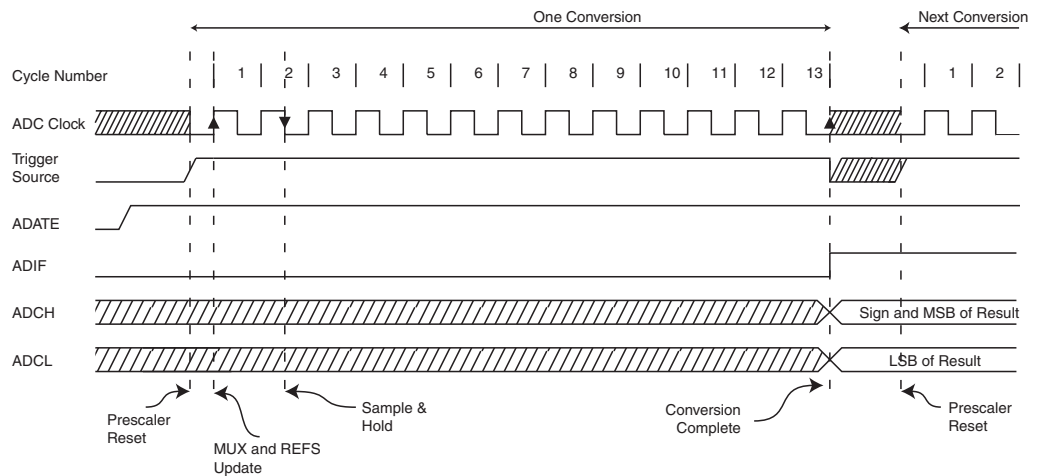 One Conversion
Next Conversion
Cycle Number
1 2 3 4 5 6 7 8 9 10 11 12 13 1 2
ADC Clock
Trigger
Source
ADATE
ADIF
ADCH
Sign and MSB of Result
ADCL
LSB of Result
Prescaler
Reset
MUX and REFS
Update
Sample &
Hold
Conversion
Complete
Prescaler
Reset